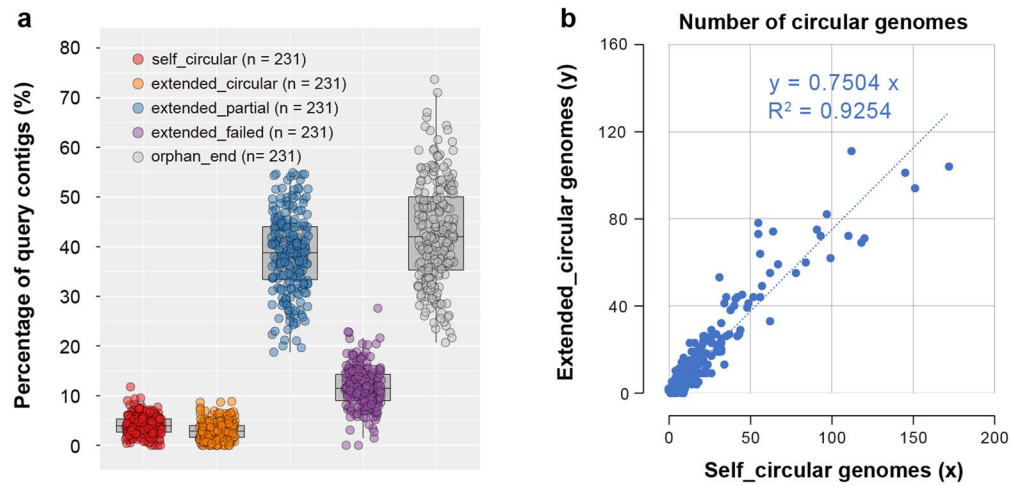 a
Percentage of query contigs (%)
80
70
60
50
40
30
20
10
0
self_circular (n = 231)
extended_circular (n = 231)
extended_partial (n = 231)
extended_failed (n = 231)
orphan_end (n= 231)
b
Number of circular genomes
Extended_circular genomes (y)
160
120
80
40
0
y = 0.7504 x
R² = 0.9254
0 50 100 150 200
Self_circular genomes (x)